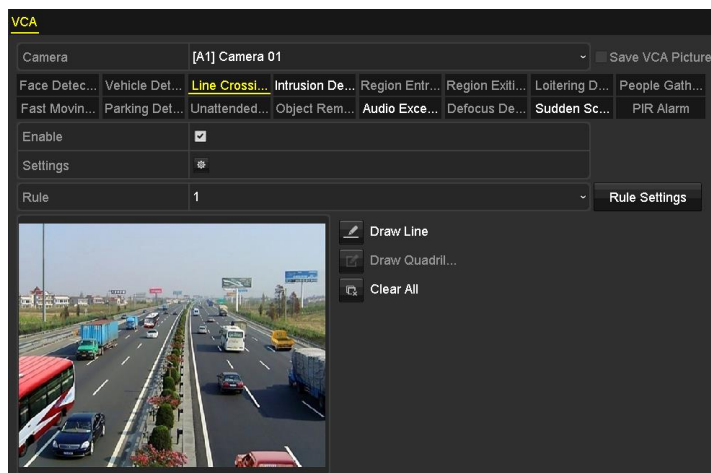 VCA
Camera [A1] Camera 01 Save VCA Picture
Face Detec... Vehicle Det... Line Crossi... Intrusion De... Region Entr... Region Exiti... Loitering D... People Gath...
Fast Movin... Parking Det... Unattended... Object Rem... Audio Exce... Defocus De... Sudden Sc... PIR Alarm
Enable
Settings
Rule 1 Rule Settings
Draw Line
Draw Quadril...
Clear All